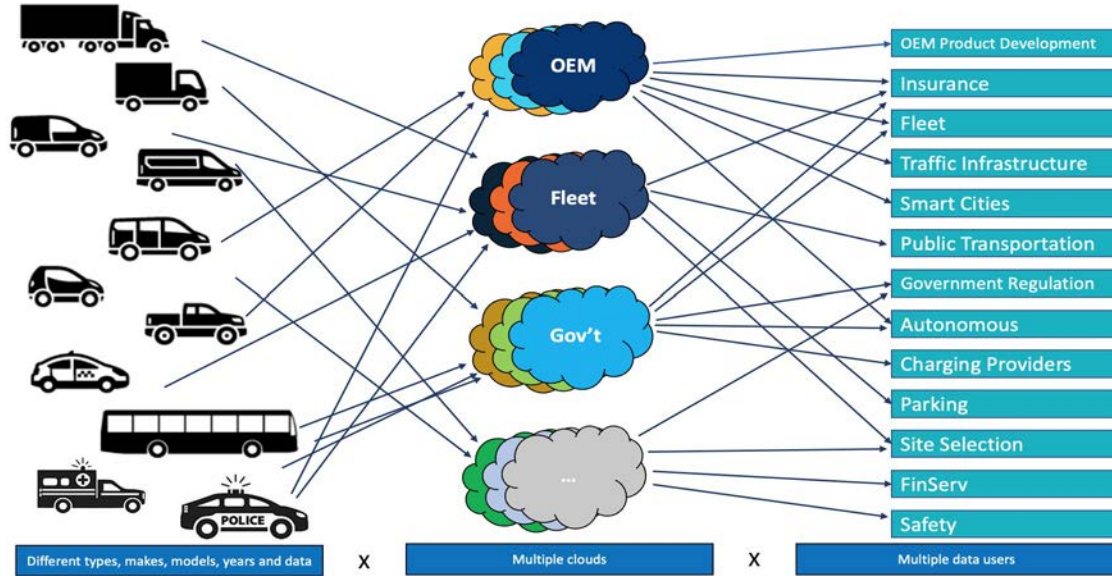 OEM
Fleet
Gov't
...
POLICE
OEM Product Development
Insurance
Fleet
Traffic Infrastructure
Smart Cities
Public Transportation
Government Regulation
Autonomous
Charging Providers
Parking
Site Selection
FinServ
Safety
Different types, makes, models, years and data
X
Multiple clouds
X
Multiple data users